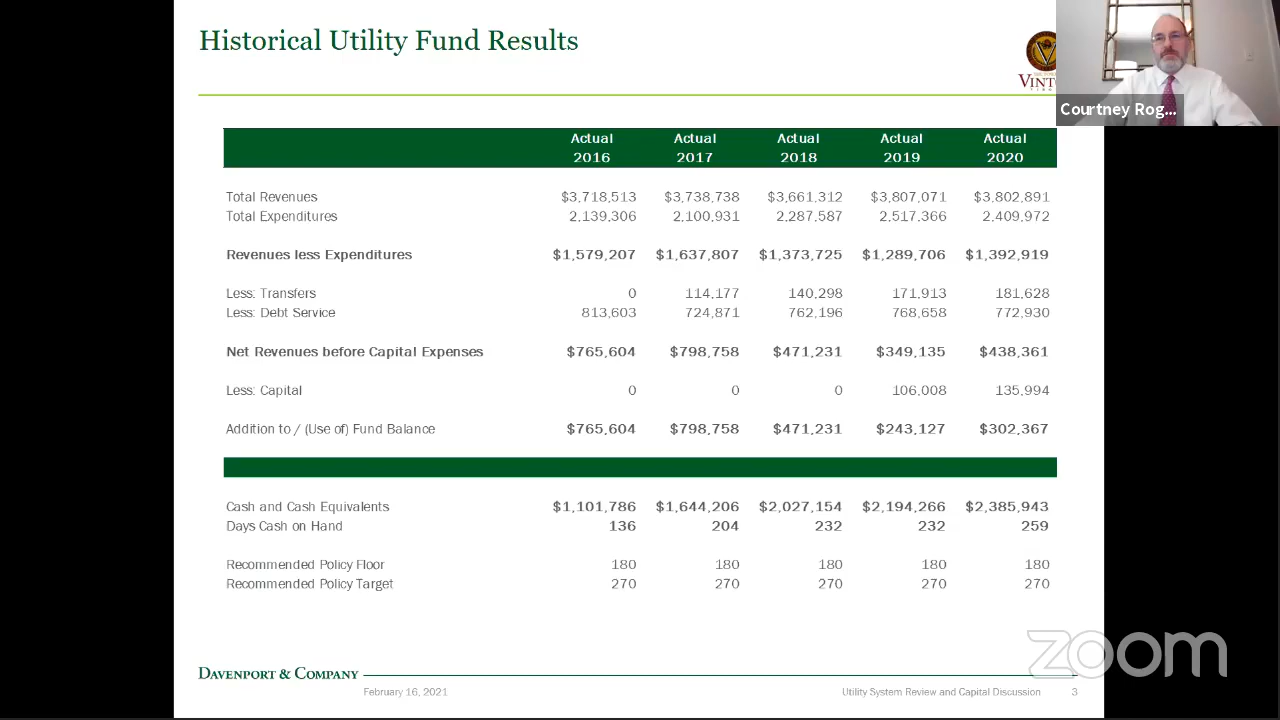 Historical Utility Fund Results
Courtney Rog...
Actual Actual Actual Actual Actual
2016 2017 2018 2019 2020
Total Revenues $3,718,513 $3,738,738 $3,661,312 $3,807,071 $3,802,891
Total Expenditures 2,139,306 2,100,931 2,287,587 2,517,366 2,409,972
Revenues less Expenditures $1,579,207 $1,637,807 $1,373,725 $1,289,706 $1,392,919
Less: Transfers 0 114,177 140,298 171,913 181,628
Less: Debt Service 813,603 724,871 762,196 768,658 772,930
Net Revenues before Capital Expenses $765,604 $798,758 $471,231 $349,135 $438,361
Less: Capital 0 0 0 106,008 135,994
Addition to / (Use of) Fund Balance $765,604 $798,758 $471,231 $243,127 $302,367
Cash and Cash Equivalents $1,101,786 $1,644,206 $2,027,154 $2,194,266 $2,385,943
Days Cash on Hand 136 204 232 232 259
Recommended Policy Floor 180 180 180 180 180
Recommended Policy Target 270 270 270 270 270
zoom
DAVENPORT & COMPANY
February 16, 2021 Utility System Review and Capital Discussion 3